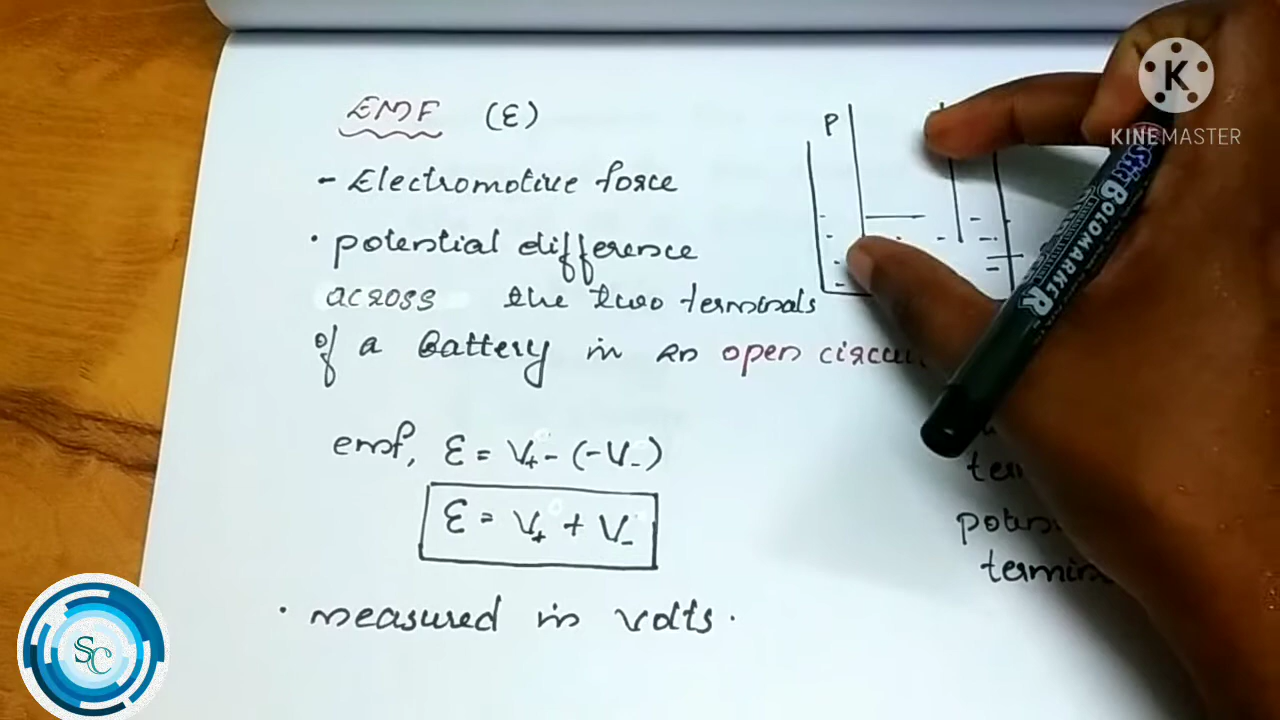 EMF (ε)
- Electromotive force
• potential difference
across the two terminals
of a Battery in an open
emf, ε = V₊ - (-V₋)
ε = V₊ + V₋
• measured in volts.
P
KINEMASTER
K
BOLDMARKER
SC